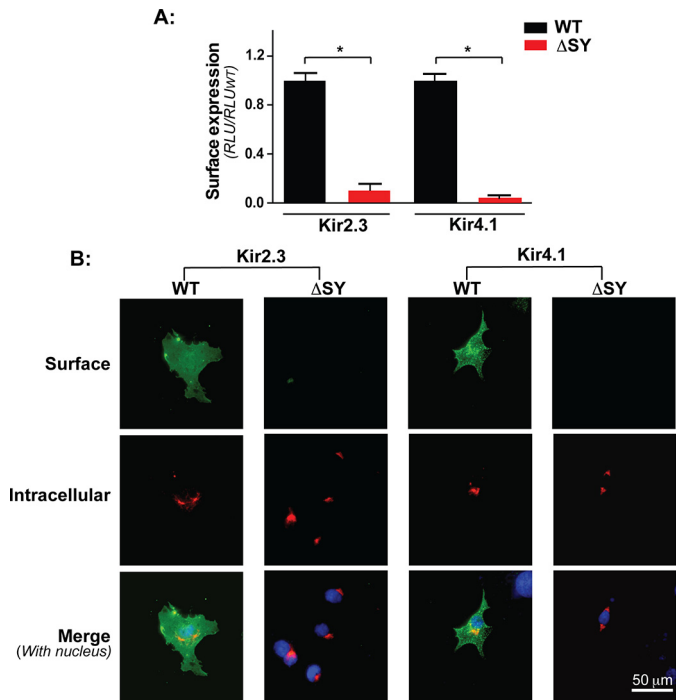 A:
WT
ΔSY
Surface expression
(RLU/RLUWT)
1.2
0.8
0.4
0.0
*
*
Kir2.3
Kir4.1
B:
Kir2.3
Kir4.1
WT
ΔSY
WT
ΔSY
Surface
Intracellular
Merge
(With nucleus)
50 µm